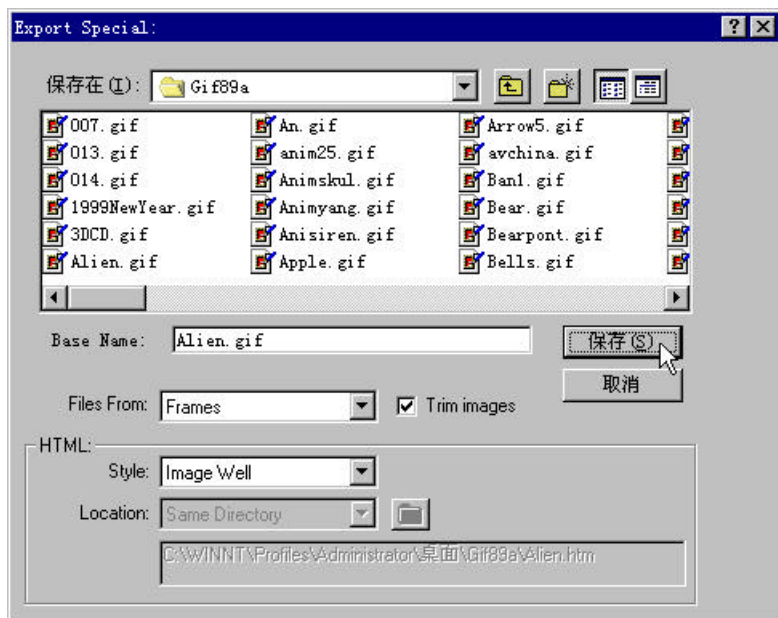 Export Special:
保存在(I): Gif89a
007.gif An.gif Arrow5.gif
013.gif anim25.gif avchina.gif
014.gif Animskul.gif Ban1.gif
1999NewYear.gif Animyang.gif Bear.gif
3DCD.gif Anisiren.gif Bearpont.gif
Alien.gif Apple.gif Bells.gif
Base Name: Alien.gif 保存(S)
取消
Files From: Frames Trim images
HTML:
Style: Image Well
Location: Same Directory
C:\WINNT\Profiles\Administrator\桌面\Gif89a\Alien.htm